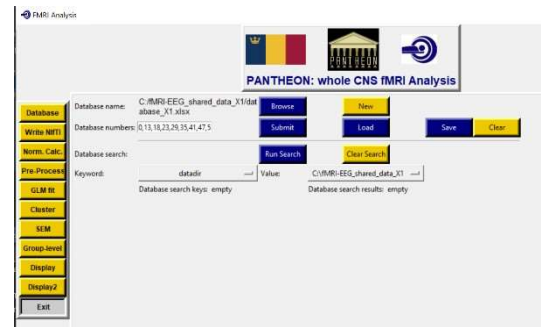 FMRI Analysis
PANTHEON
PANTHEON: whole CNS fMRI Analysis
Database
Write NIfTI
Norm. Calc.
Pre-Process
GLM fit
Cluster
SEM
Group-level
Display
Display2
Exit
Database name: C:/fMRI-EEG_shared_data_X1/dat
abase_X1.xlsx
Browse New
Database numbers: 0,13,18,23,29,35,41,47,5 Submit Load Save Clear
Database search: Run Search Clear Search
Keyword: datadir Value: C:\fMRI-EEG_shared_data_X1
Database search keys: empty Database search results: empty